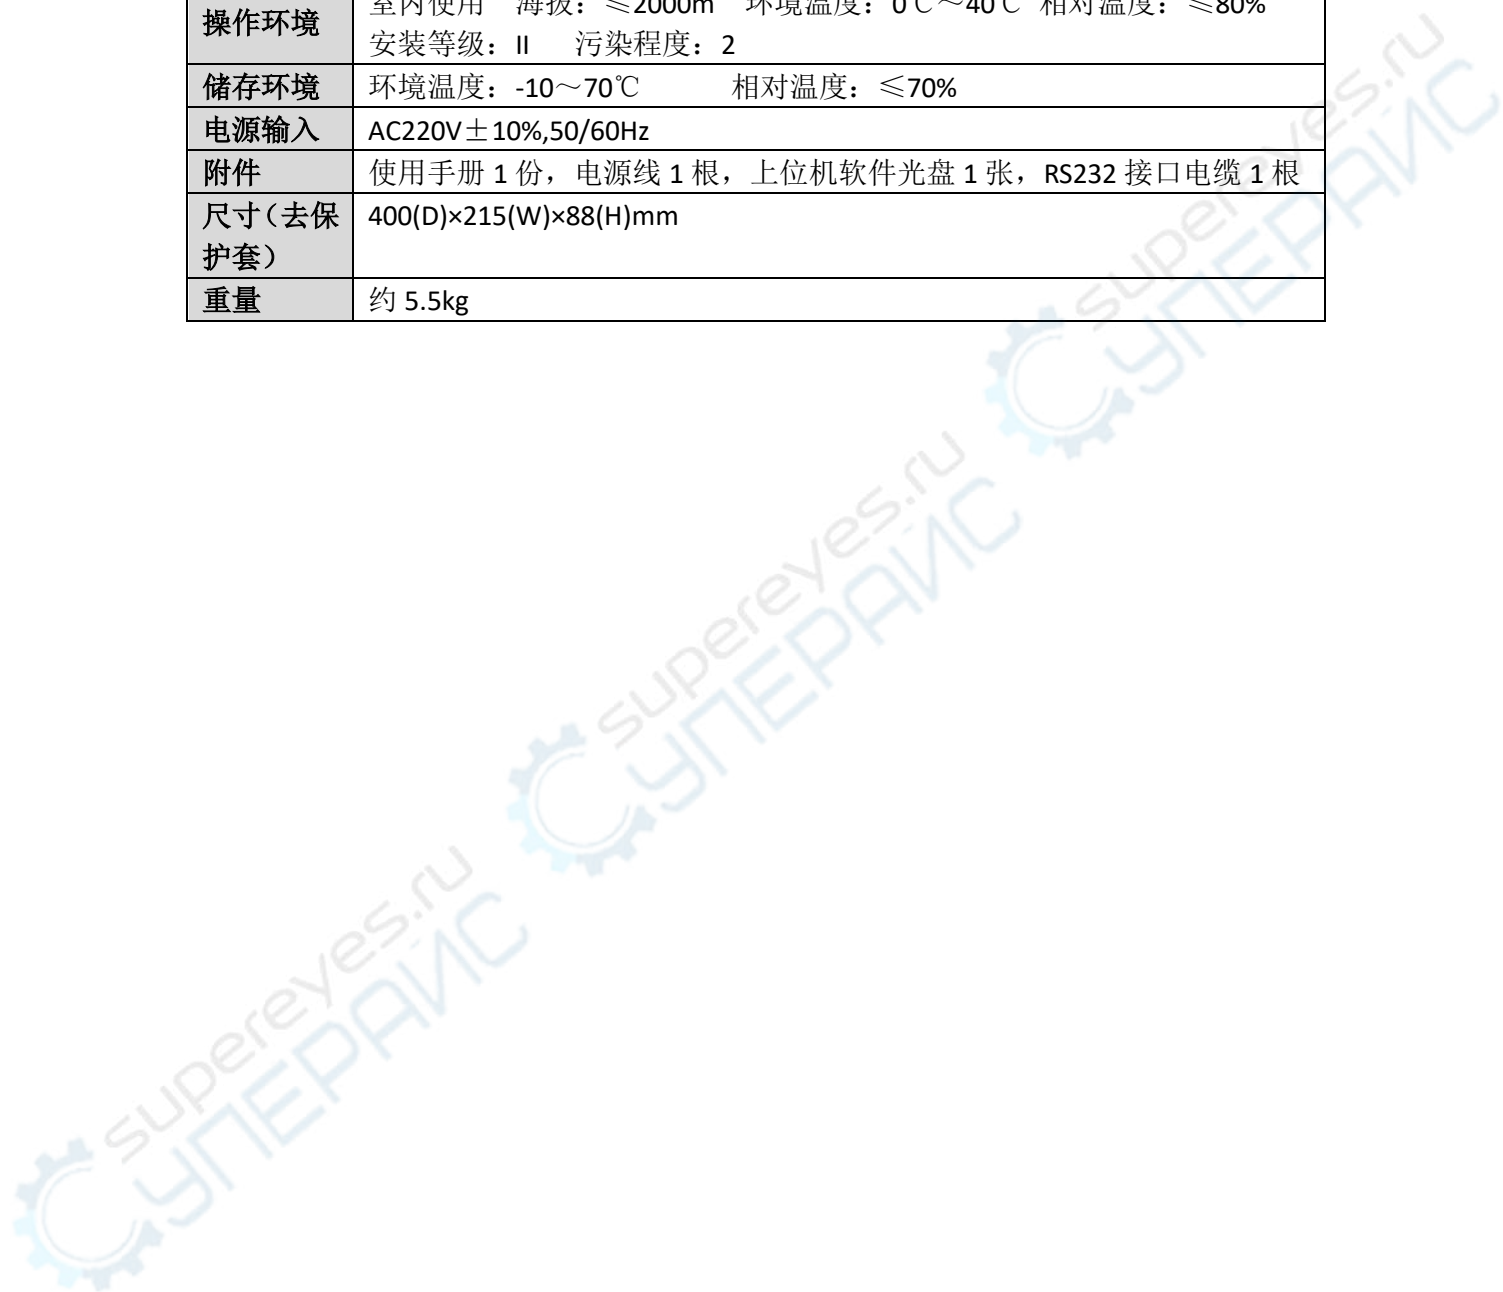 室内使用 海拔：≤2000m 环境温度：0℃～40℃ 相对温度：≤80%
操作环境
安装等级：II 污染程度：2
储存环境 环境温度：-10～70℃ 相对温度：≤70%
电源输入 AC220V±10%,50/60Hz
附件 使用手册 1 份，电源线 1 根，上位机软件光盘 1 张，RS232 接口电缆 1 根
尺寸（去保 400(D)×215(W)×88(H)mm
护套）
重量 约 5.5kg
supereyes.ru
СУПЕРАЙС
supereyes.ru
СУПЕРАЙС
supereyes.ru
СУПЕРАЙС